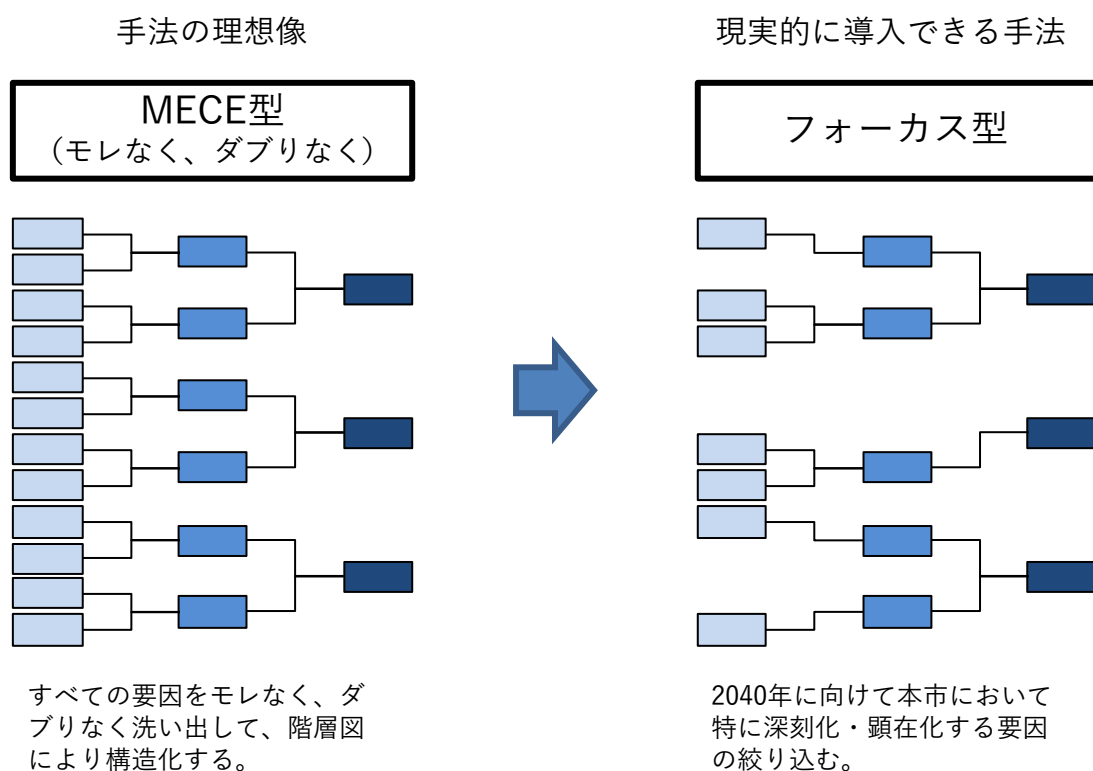 手法の理想像
MECE型
（モレなく、ダブりなく）
すべての要因をモレなく、ダ
ブりなく洗い出して、階層図
により構造化する。
現実的に導入できる手法
フォーカス型
2040年に向けて本市において
特に深刻化・顕在化する要因
の絞り込む。